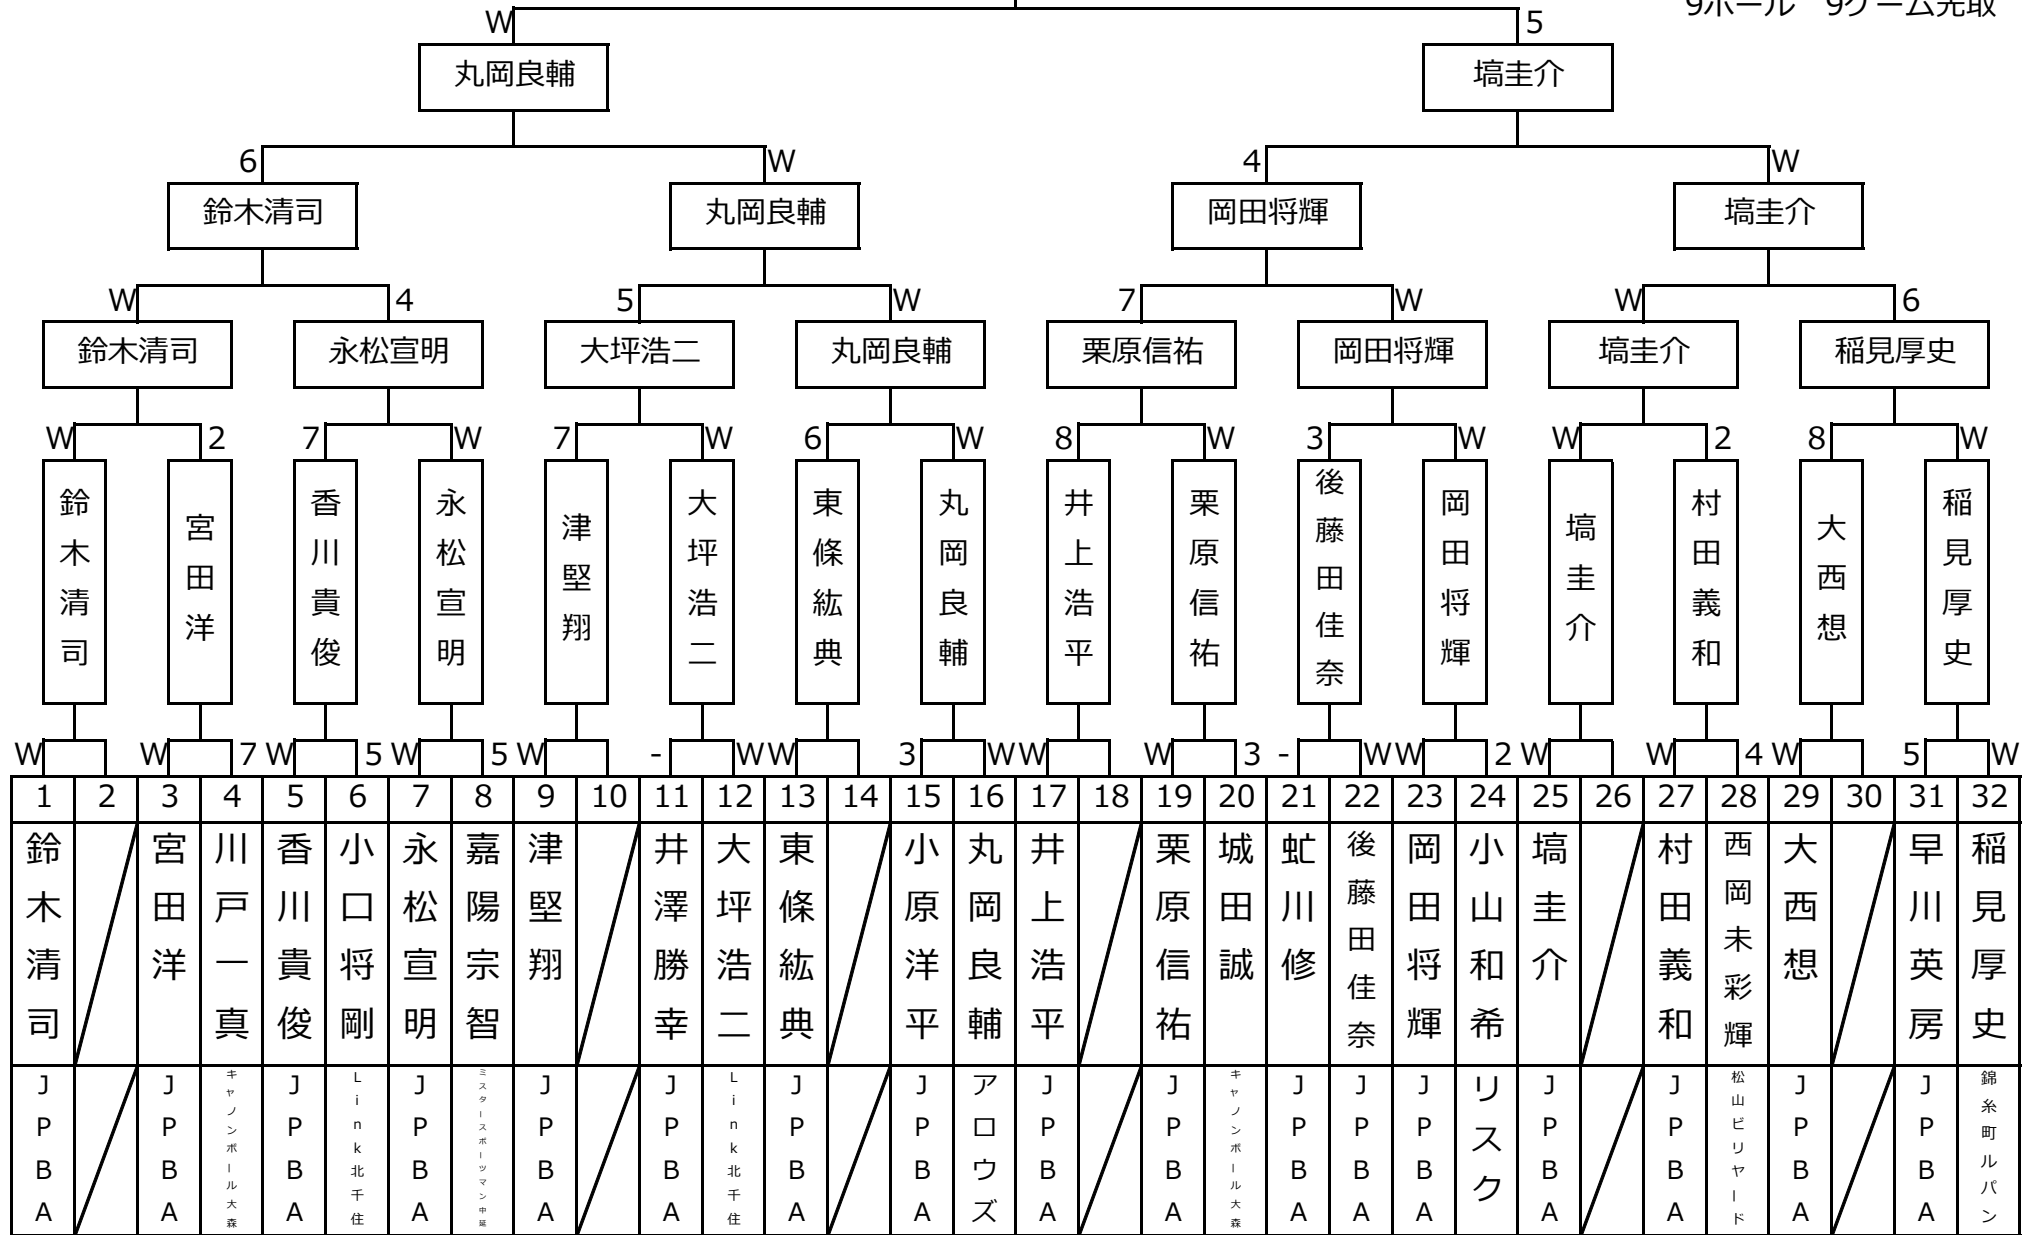 9ホール 9ゲーム先取
W 5
丸岡良輔 塙圭介
6 W 4 W
鈴木清司 丸岡良輔 岡田将輝 塙圭介
W 4 5 W 7 W W 6
鈴木清司 永松宣明 大坪浩二 丸岡良輔 栗原信祐 岡田将輝 塙圭介 稲見厚史
W 2 7 W 7 W 6 W 8 W 3 W W 2 8 W
鈴木清司 宮田洋 香川貴俊 永松宣明 津堅翔 大坪浩二 東條紘典 丸岡良輔 井上浩平 栗原信祐 後藤田佳奈 岡田将輝 塙圭介 村田義和 大西想 稲見厚史
W W 7 W 5 W 5 W - W W 3 W W W 3 - W W 2 W W 4 W 5 W
1 2 3 4 5 6 7 8 9 10 11 12 13 14 15 16 17 18 19 20 21 22 23 24 25 26 27 28 29 30 31 32
鈴木清司 宮田洋 川戸一真 香川貴俊 小口将剛 永松宣明 嘉陽宗智 津堅翔 井澤勝幸 大坪浩二 東條紘典 小原洋平 丸岡良輔 井上浩平 栗原信祐 城田誠 虻川修 後藤田佳奈 岡田将輝 小山和希 塙圭介 村田義和 西岡未彩輝 大西想 早川英房 稲見厚史
JPBA JPBA キャノンボール大森 JPBA Link北千住 JPBA ミスタースポーツマン中延 JPBA JPBA Link北千住 JPBA JPBA アロウズ JPBA JPBA キャノンボール大森 JPBA JPBA JPBA リスク JPBA JPBA 松山ビリヤード JPBA JPBA 錦糸町ルパン